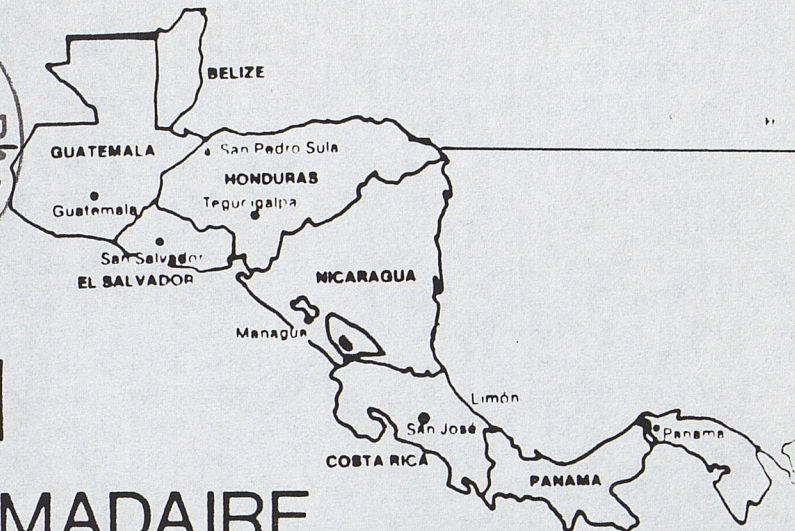 BELIZE
GUATEMALA
San Pedro Sula
HONDURAS
Guatemala
Tegucigalpa
San Salvador
EL SALVADOR
NICARAGUA
Managua
Limón
San José
Panama
COSTA RICA
PANAMA
MADAIRE